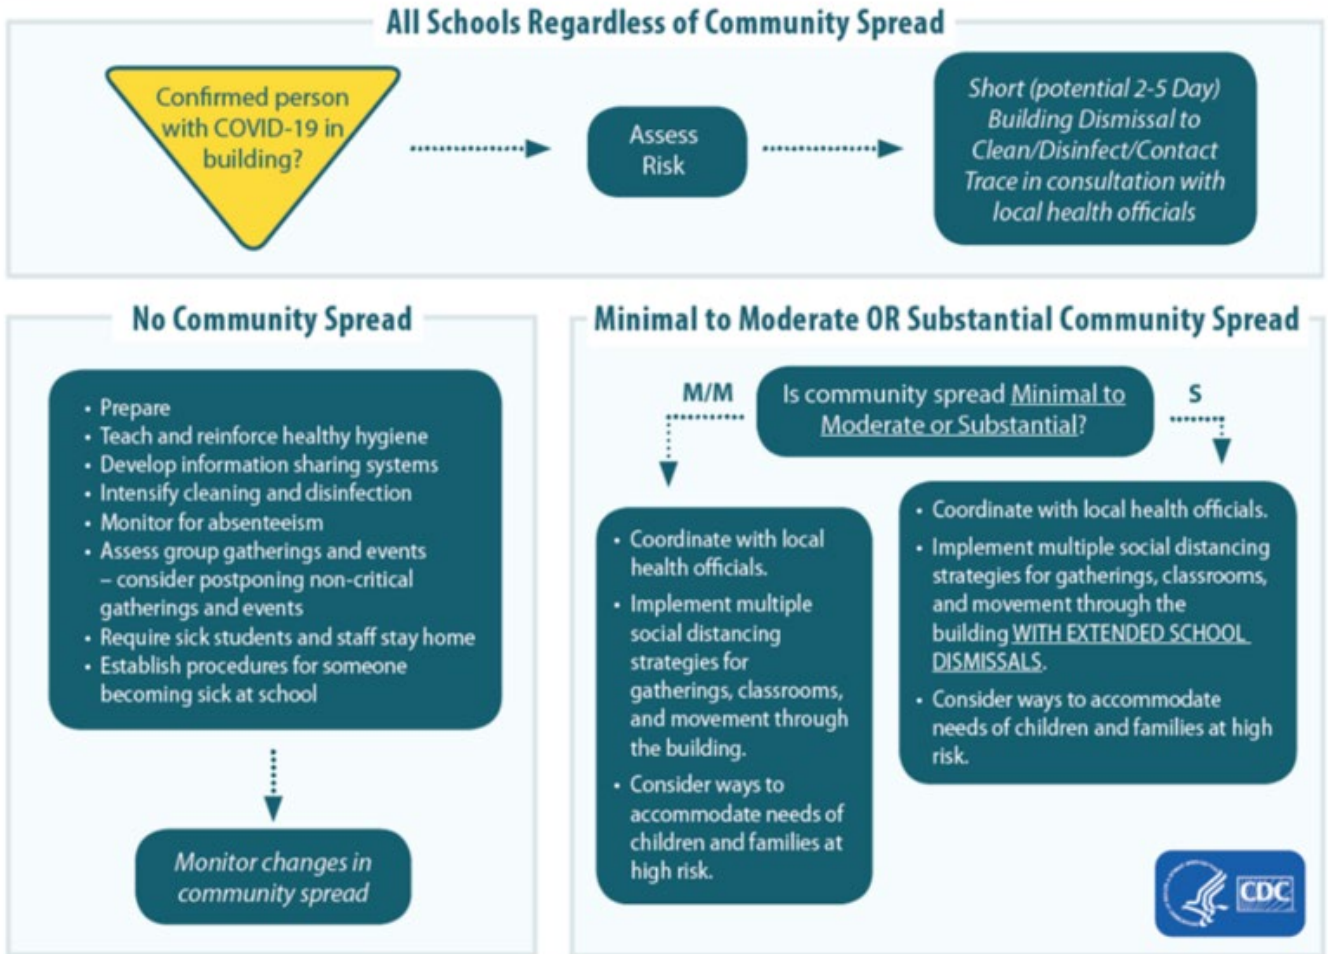 All Schools Regardless of Community Spread
Confirmed person
with COVID-19 in
building?
Assess
Risk
Short (potential 2-5 Day)
Building Dismissal to
Clean/Disinfect/Contact
Trace in consultation with
local health officials
No Community Spread
• Prepare
• Teach and reinforce healthy hygiene
• Develop information sharing systems
• Intensify cleaning and disinfection
• Monitor for absenteeism
• Assess group gatherings and events
– consider postponing non-critical
gatherings and events
• Require sick students and staff stay home
• Establish procedures for someone
becoming sick at school
Monitor changes in
community spread
Minimal to Moderate OR Substantial Community Spread
M/M
Is community spread Minimal to
Moderate or Substantial?
S
• Coordinate with local
health officials.
• Implement multiple
social distancing
strategies for
gatherings, classrooms,
and movement through
the building.
• Consider ways to
accommodate needs of
children and families at
high risk.
• Coordinate with local health officials.
• Implement multiple social distancing
strategies for gatherings, classrooms,
and movement through the
building WITH EXTENDED SCHOOL
DISMISSALS.
• Consider ways to accommodate
needs of children and families at high
risk.
CDC